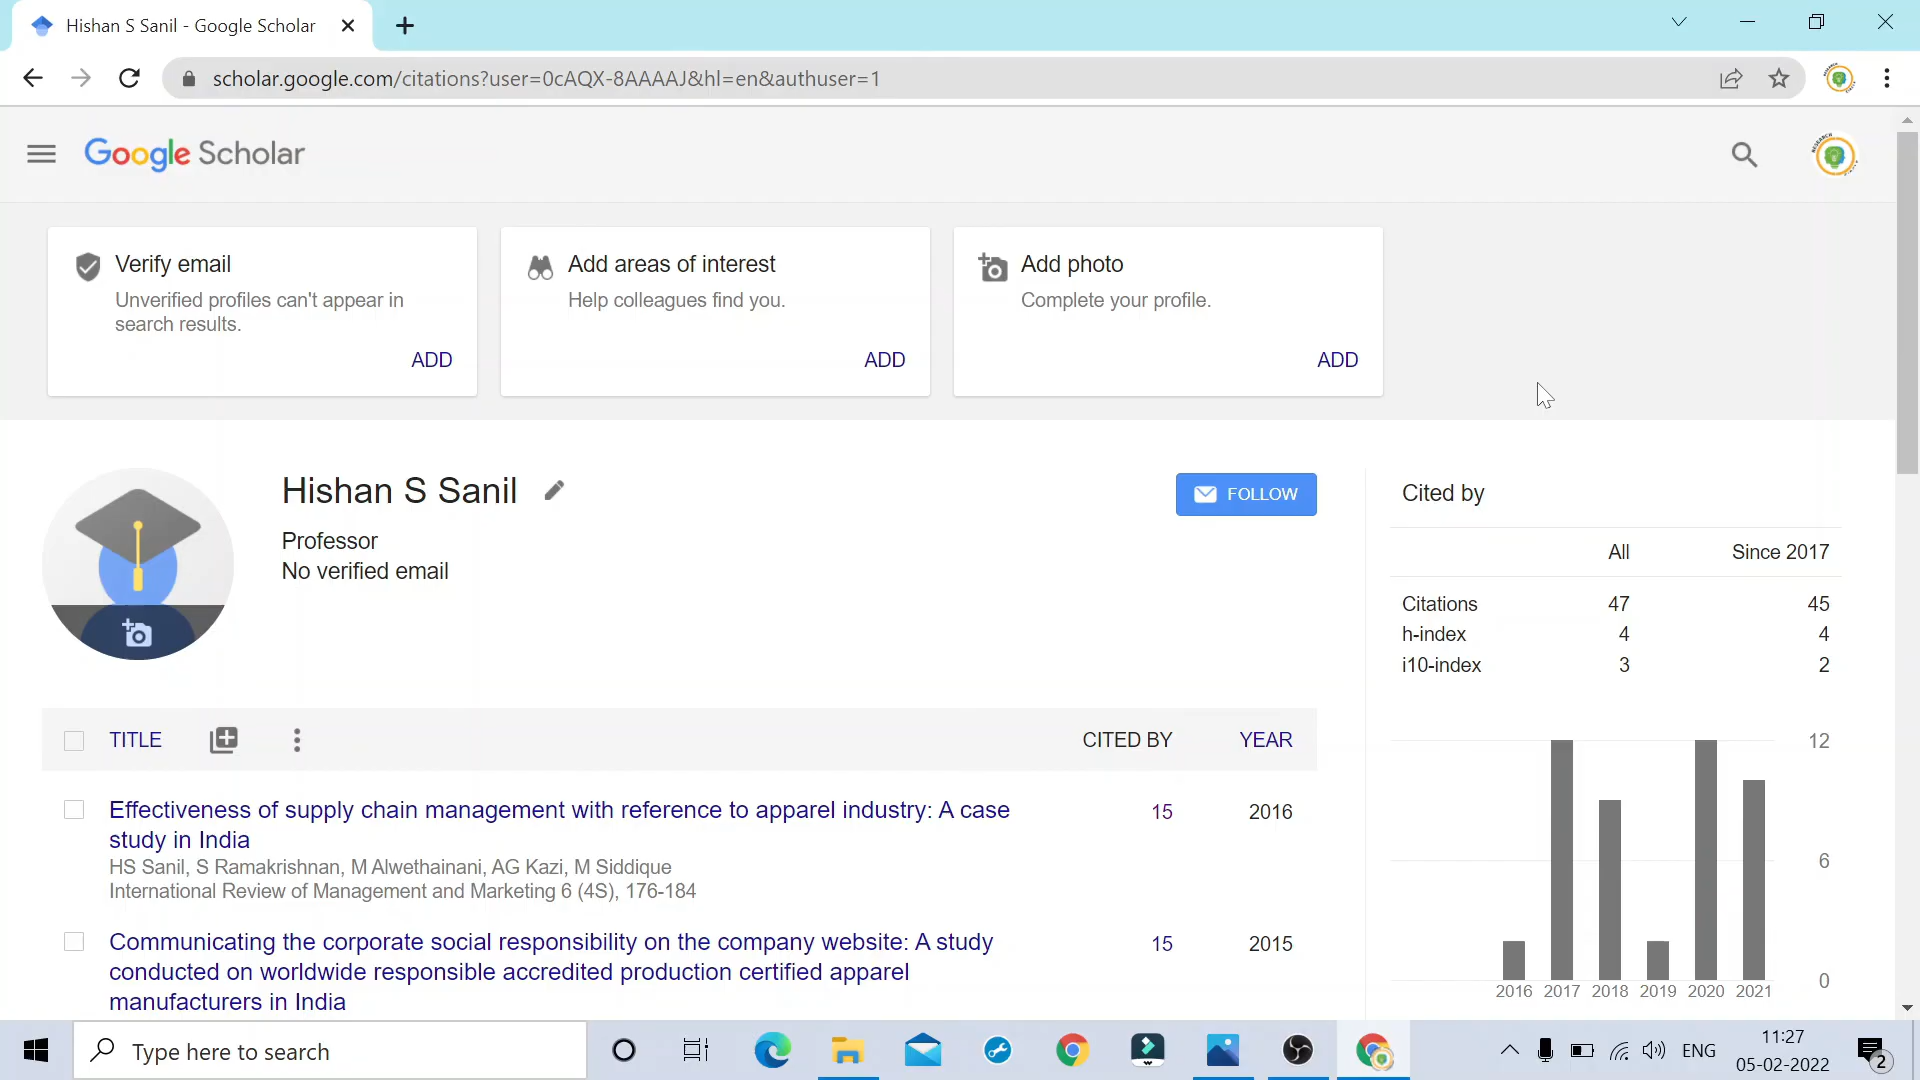 Hishan S Sanil - Google Scholar
scholar.google.com/citations?user=0cAQX-8AAAAJ&hl=en&authuser=1
Google Scholar
Verify email
Unverified profiles can't appear in
search results.
ADD
Add areas of interest
Help colleagues find you.
ADD
Add photo
Complete your profile.
ADD
Hishan S Sanil
Professor
No verified email
FOLLOW
TITLE CITED BY YEAR
Effectiveness of supply chain management with reference to apparel industry: A case 15 2016
study in India
HS Sanil, S Ramakrishnan, M Alwethainani, AG Kazi, M Siddique
International Review of Management and Marketing 6 (4S), 176-184
Communicating the corporate social responsibility on the company website: A study 15 2015
conducted on worldwide responsible accredited production certified apparel
manufacturers in India
Cited by
All Since 2017
Citations 47 45
h-index 4 4
i10-index 3 2
12
6
0
2016 2017 2018 2019 2020 2021
Type here to search
ENG
11:27
05-02-2022
2